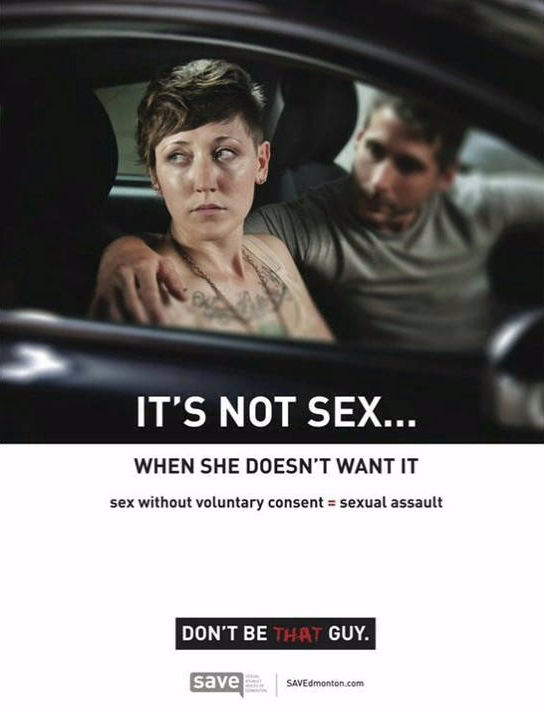 IT'S NOT SEX...
WHEN SHE DOESN'T WANT IT
sex without voluntary consent = sexual assault
DON'T BE THAT GUY.
save
SAVEdmonton.com